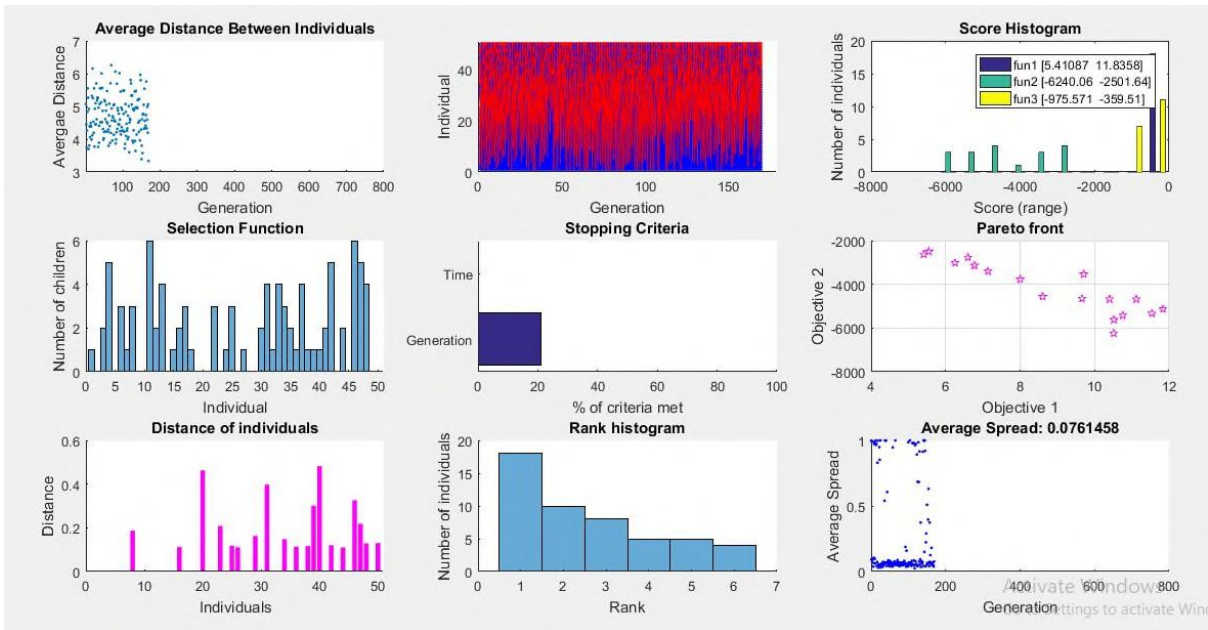 Average Distance Between Individuals
7
6
5
4
3
Avergae Distance
100 200 300 400 500 600 700 800
Generation
40
20
0
Individual
0 50 100 150
Generation
Score Histogram
20
15
10
5
0
Number of individuals
fun1 [5.41087 11.8358]
fun2 [-6240.06 -2501.64]
fun3 [-975.571 -359.51]
-8000 -6000 -4000 -2000 0
Score (range)
Selection Function
6
4
2
0
Number of children
0 5 10 15 20 25 30 35 40 45 50
Individual
Stopping Criteria
Time
Generation
0 20 40 60 80 100
% of criteria met
Pareto front
-2000
-4000
-6000
-8000
Objective 2
4 6 8 10 12
Objective 1
Distance of individuals
0.6
0.4
0.2
0
Distance
0 10 20 30 40 50
Individuals
Rank histogram
20
15
10
5
0
Number of individuals
0 1 2 3 4 5 6 7
Rank
Average Spread: 0.0761458
1
0.5
0
Average Spread
0 200 400 600 800
Generation
Activate Windows
Settings to activate Win